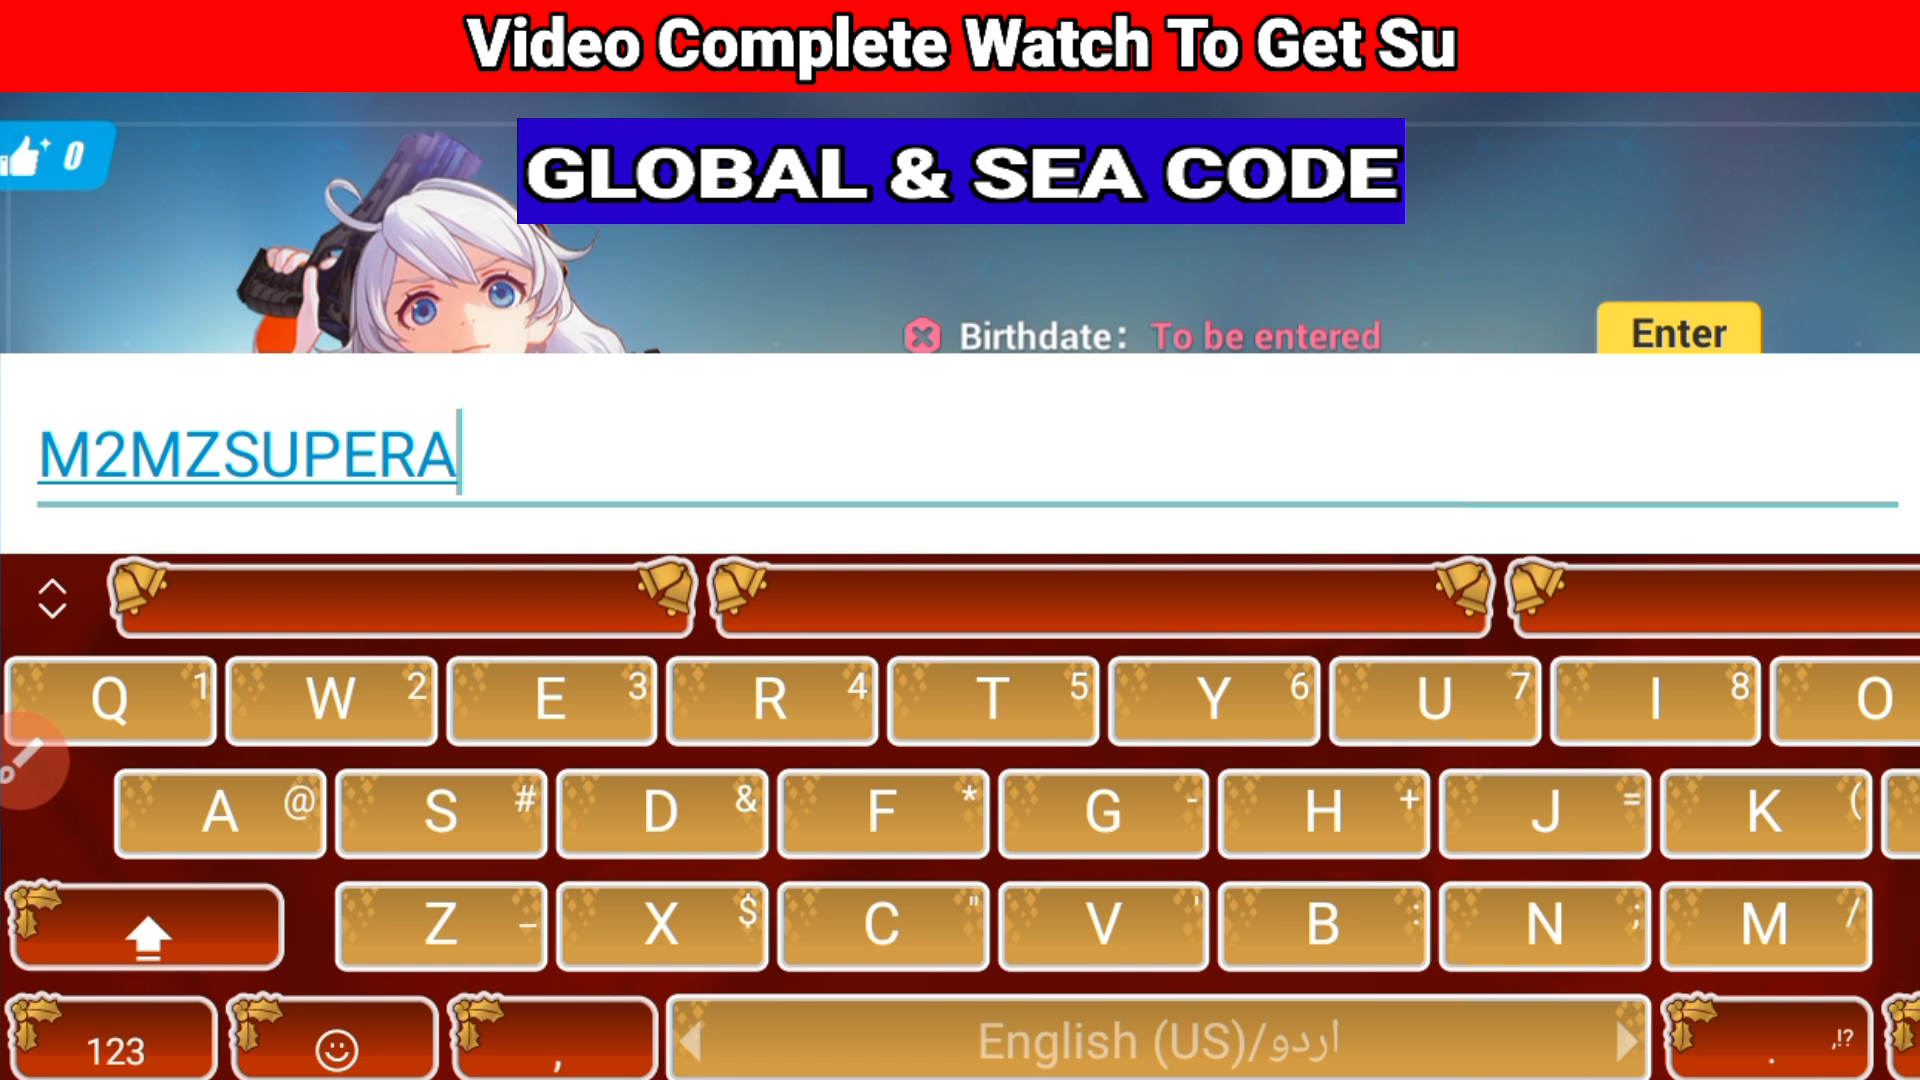 Video Complete Watch To Get Su
GLOBAL & SEA CODE
0
Birthdate: To be entered
Enter
M2MZSUPERA
Q 1 W 2 E 3 R 4 T 5 Y 6 U 7 I 8 O
A @ S # D & F * G - H + J = K (
Z _ X $ C " V ' B : N ; M /
123 , English (US)/اردو . ,!?